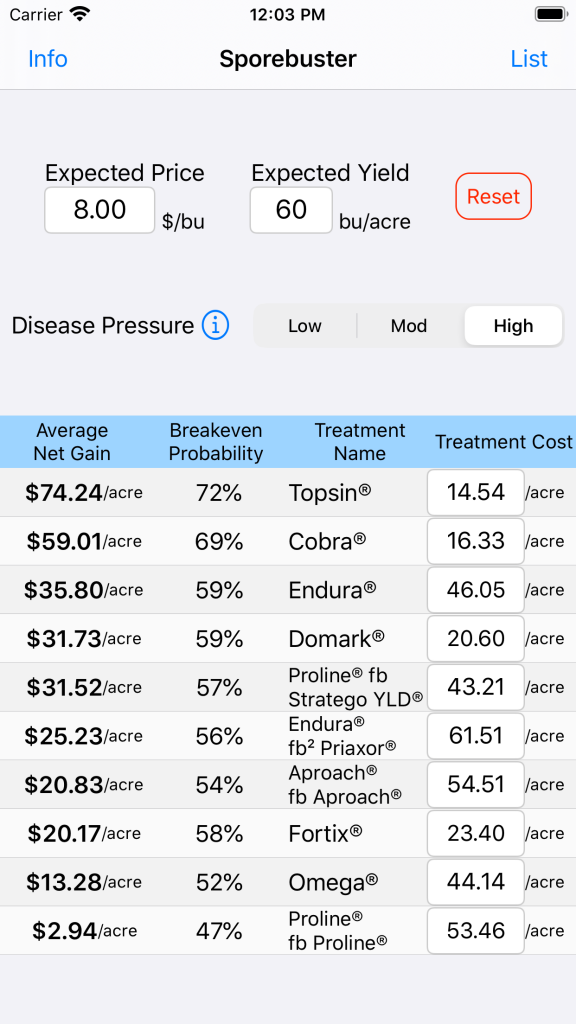 Carrier 12:03 PM
Info Sporebuster List
Expected Price Expected Yield
8.00 $/bu 60 bu/acre Reset
Disease Pressure i Low Mod High
Average Net Gain Breakeven Probability Treatment Name Treatment Cost
$74.24/acre 72% Topsin® 14.54 /acre
$59.01/acre 69% Cobra® 16.33 /acre
$35.80/acre 59% Endura® 46.05 /acre
$31.73/acre 59% Domark® 20.60 /acre
$31.52/acre 57% Proline® fb Stratego YLD® 43.21 /acre
$25.23/acre 56% Endura® fb² Priaxor® 61.51 /acre
$20.83/acre 54% Aproach® fb Aproach® 54.51 /acre
$20.17/acre 58% Fortix® 23.40 /acre
$13.28/acre 52% Omega® 44.14 /acre
$2.94/acre 47% Proline® fb Proline® 53.46 /acre